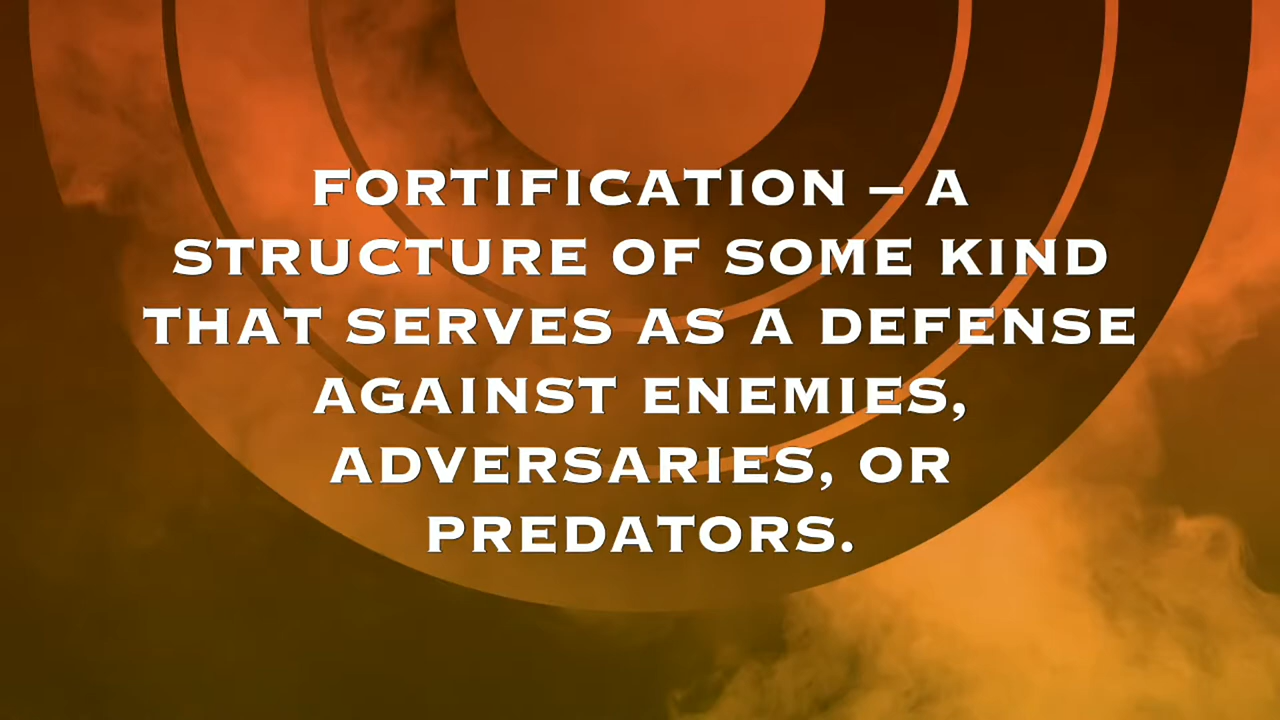 FORTIFICATION – A
STRUCTURE OF SOME KIND
THAT SERVES AS A DEFENSE
AGAINST ENEMIES,
ADVERSARIES, OR
PREDATORS.